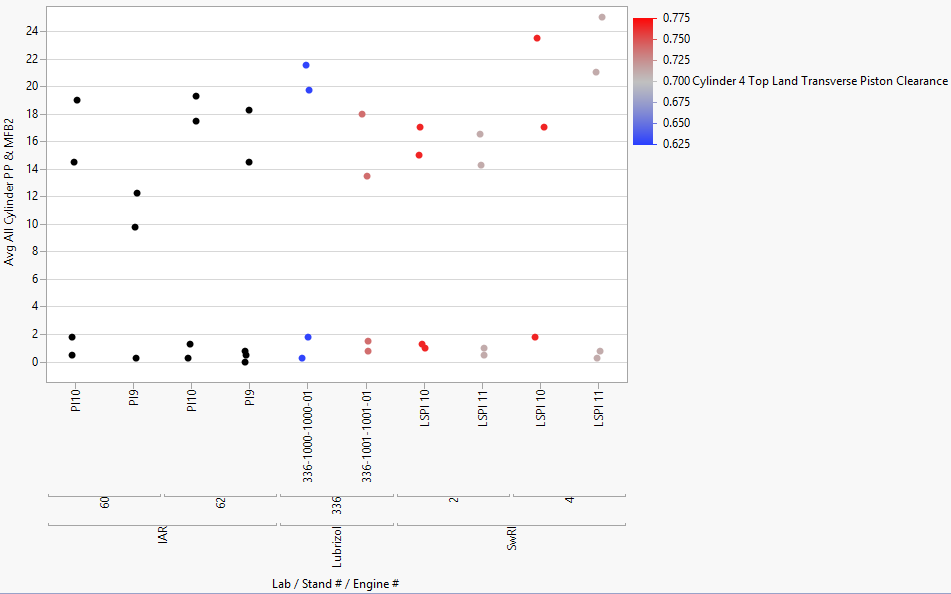 Avg All Cylinder PP & MFB2
24
22
20
18
16
14
12
10
8
6
4
2
0
0.775
0.750
0.725
0.700 Cylinder 4 Top Land Transverse Piston Clearance
0.675
0.650
0.625
PI10
PI9
PI10
PI9
336-1000-1000-01
336-1001-1001-01
LSPI 10
LSPI 11
LSPI 10
LSPI 11
60
62
336
2
4
IAR
Lubrizol
SwRI
Lab / Stand # / Engine #